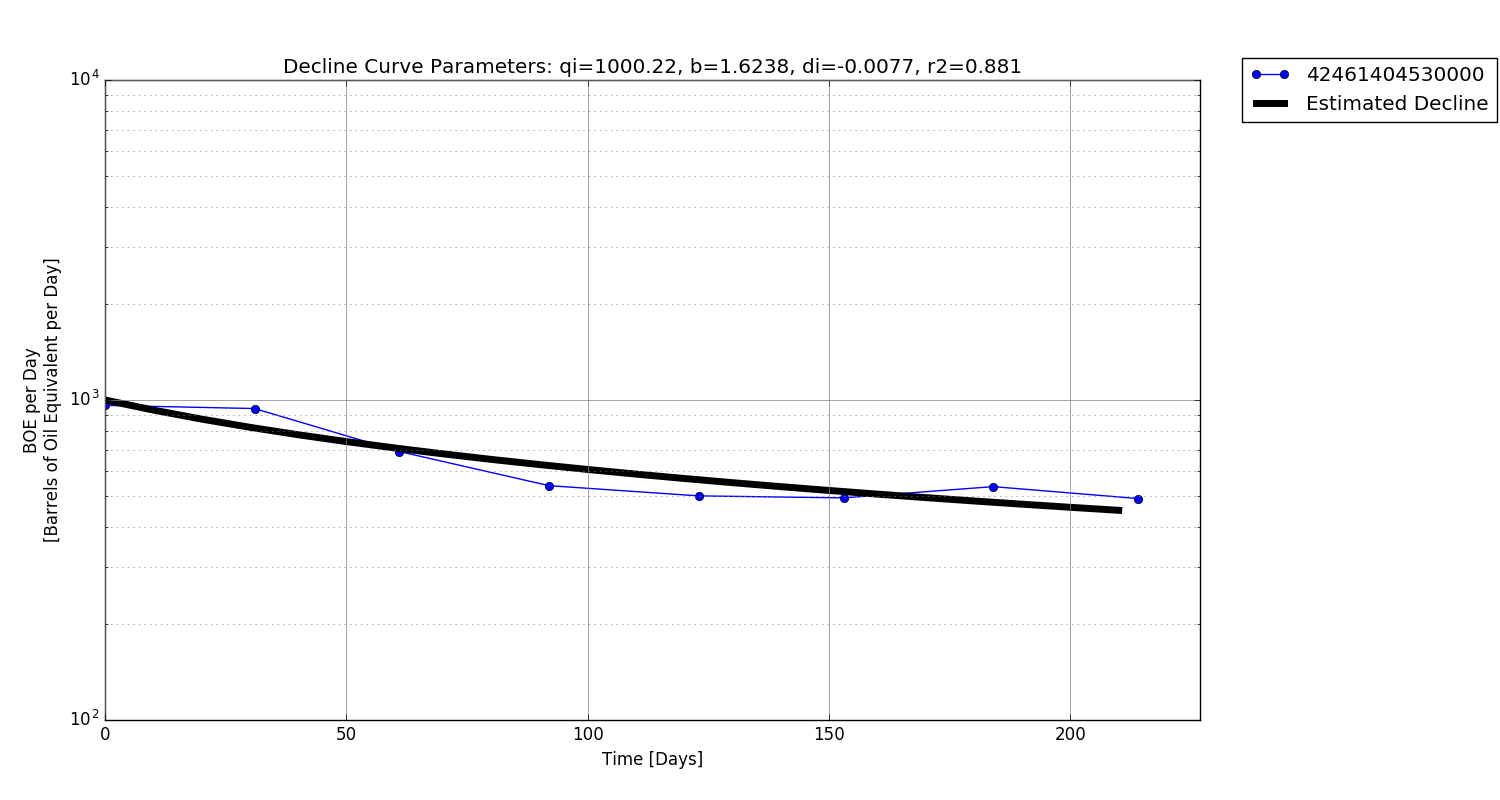 Decline Curve Parameters: qi=1000.22, b=1.6238, di=-0.0077, r2=0.881
42461404530000
Estimated Decline
10^4
10^3
10^2
BOE per Day
[Barrels of Oil Equivalent per Day]
0 50 100 150 200
Time [Days]